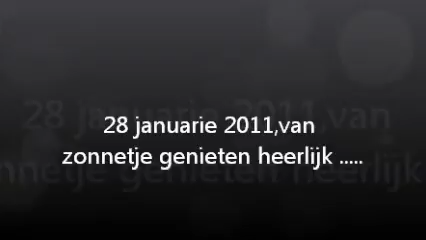 28 januarie 2011,van
zonnetje genieten heerlijk .....